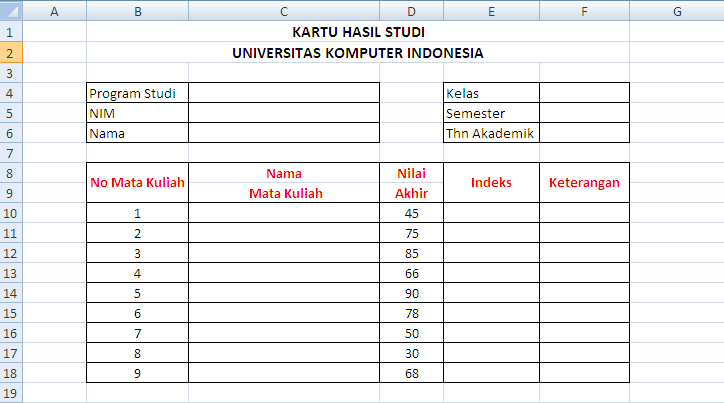 A B C D E F G
1 KARTU HASIL STUDI
2 UNIVERSITAS KOMPUTER INDONESIA
3
4 Program Studi Kelas
5 NIM Semester
6 Nama Thn Akademik
7
8 No Mata Kuliah Nama Nilai Indeks Keterangan
9 Mata Kuliah Akhir
10 1 45
11 2 75
12 3 85
13 4 66
14 5 90
15 6 78
16 7 50
17 8 30
18 9 68
19